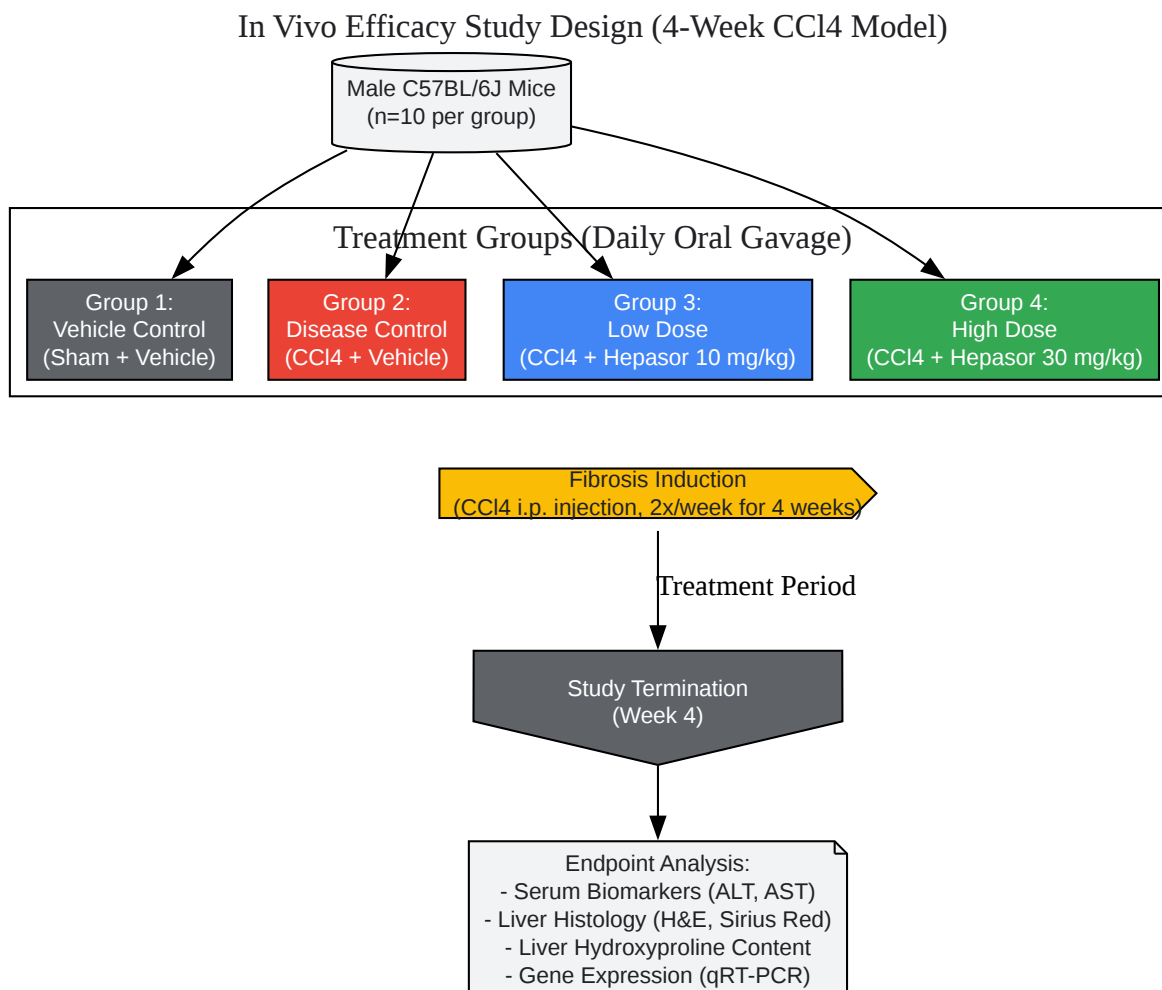 In Vivo Efficacy Study Design (4-Week CCl4 Model)
Male C57BL/6J Mice
(n=10 per group)
Treatment Groups (Daily Oral Gavage)
Group 1:
Vehicle Control
(Sham + Vehicle)
Group 2:
Disease Control
(CCl4 + Vehicle)
Group 3:
Low Dose
(CCl4 + Hepasor 10 mg/kg)
Group 4:
High Dose
(CCl4 + Hepasor 30 mg/kg)
Fibrosis Induction
(CCl4 i.p. injection, 2x/week for 4 weeks)
Treatment Period
Study Termination
(Week 4)
Endpoint Analysis:
- Serum Biomarkers (ALT, AST)
- Liver Histology (H&E, Sirius Red)
- Liver Hydroxyproline Content
- Gene Expression (qRT-PCR)